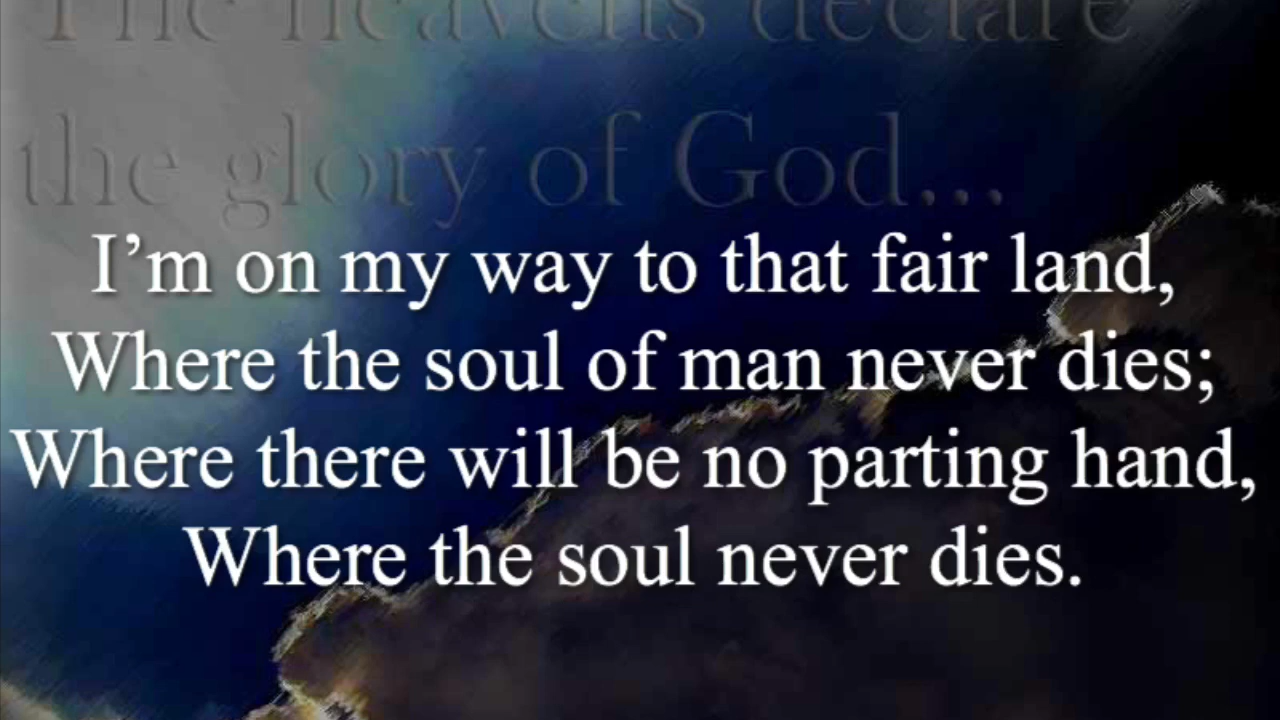 The heavens declare
the glory of God...
I’m on my way to that fair land,
Where the soul of man never dies;
Where there will be no parting hand,
Where the soul never dies.